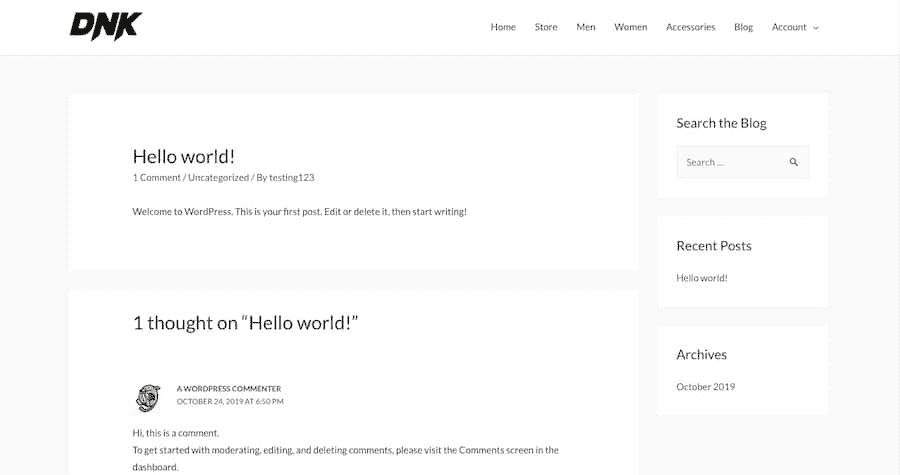 DNK
Home Store Men Women Accessories Blog Account
Hello world!
1 Comment / Uncategorized / By testing123
Welcome to WordPress. This is your first post. Edit or delete it, then start writing!
1 thought on “Hello world!”
A WORDPRESS COMMENTER
OCTOBER 24, 2019 AT 6:50 PM
Hi, this is a comment.
To get started with moderating, editing, and deleting comments, please visit the Comments screen in the
dashboard.
Search the Blog
Search ...
Recent Posts
Hello world!
Archives
October 2019